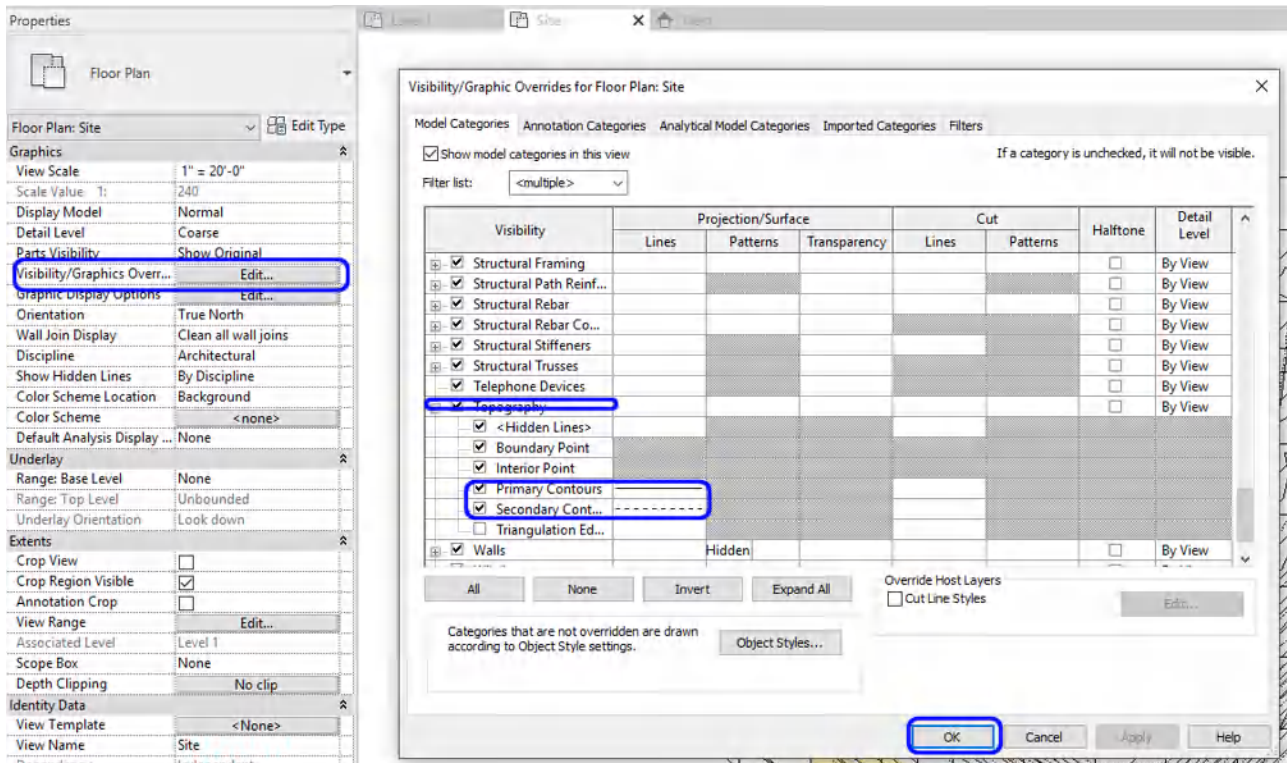 Properties
Level 1
Site
Floor Plan
Floor Plan: Site
Edit Type
Graphics
View Scale 1" = 20'-0"
Scale Value 1: 240
Display Model Normal
Detail Level Coarse
Parts Visibility Show Original
Visibility/Graphics Overr... Edit...
Graphic Display Options Edit...
Orientation True North
Wall Join Display Clean all wall joins
Discipline Architectural
Show Hidden Lines By Discipline
Color Scheme Location Background
Color Scheme <none>
Default Analysis Display ... None
Underlay
Range: Base Level None
Range: Top Level Unbounded
Underlay Orientation Look down
Extents
Crop View
Crop Region Visible
Annotation Crop
View Range Edit...
Associated Level Level 1
Scope Box None
Depth Clipping No clip
Identity Data
View Template <None>
View Name Site
Visibility/Graphic Overrides for Floor Plan: Site
Model Categories Annotation Categories Analytical Model Categories Imported Categories Filters
Show model categories in this view
If a category is unchecked, it will not be visible.
Filter list: <multiple>
Visibility Projection/Surface Cut Halftone Detail Level
Lines Patterns Transparency Lines Patterns
Structural Framing By View
Structural Path Reinf... By View
Structural Rebar By View
Structural Rebar Co... By View
Structural Stiffeners By View
Structural Trusses By View
Telephone Devices By View
Topography By View
<Hidden Lines>
Boundary Point
Interior Point
Primary Contours
Secondary Cont...
Triangulation Ed...
Walls Hidden By View
All None Invert Expand All
Override Host Layers
Cut Line Styles
Edit...
Categories that are not overridden are drawn
according to Object Style settings.
Object Styles...
OK Cancel Apply Help